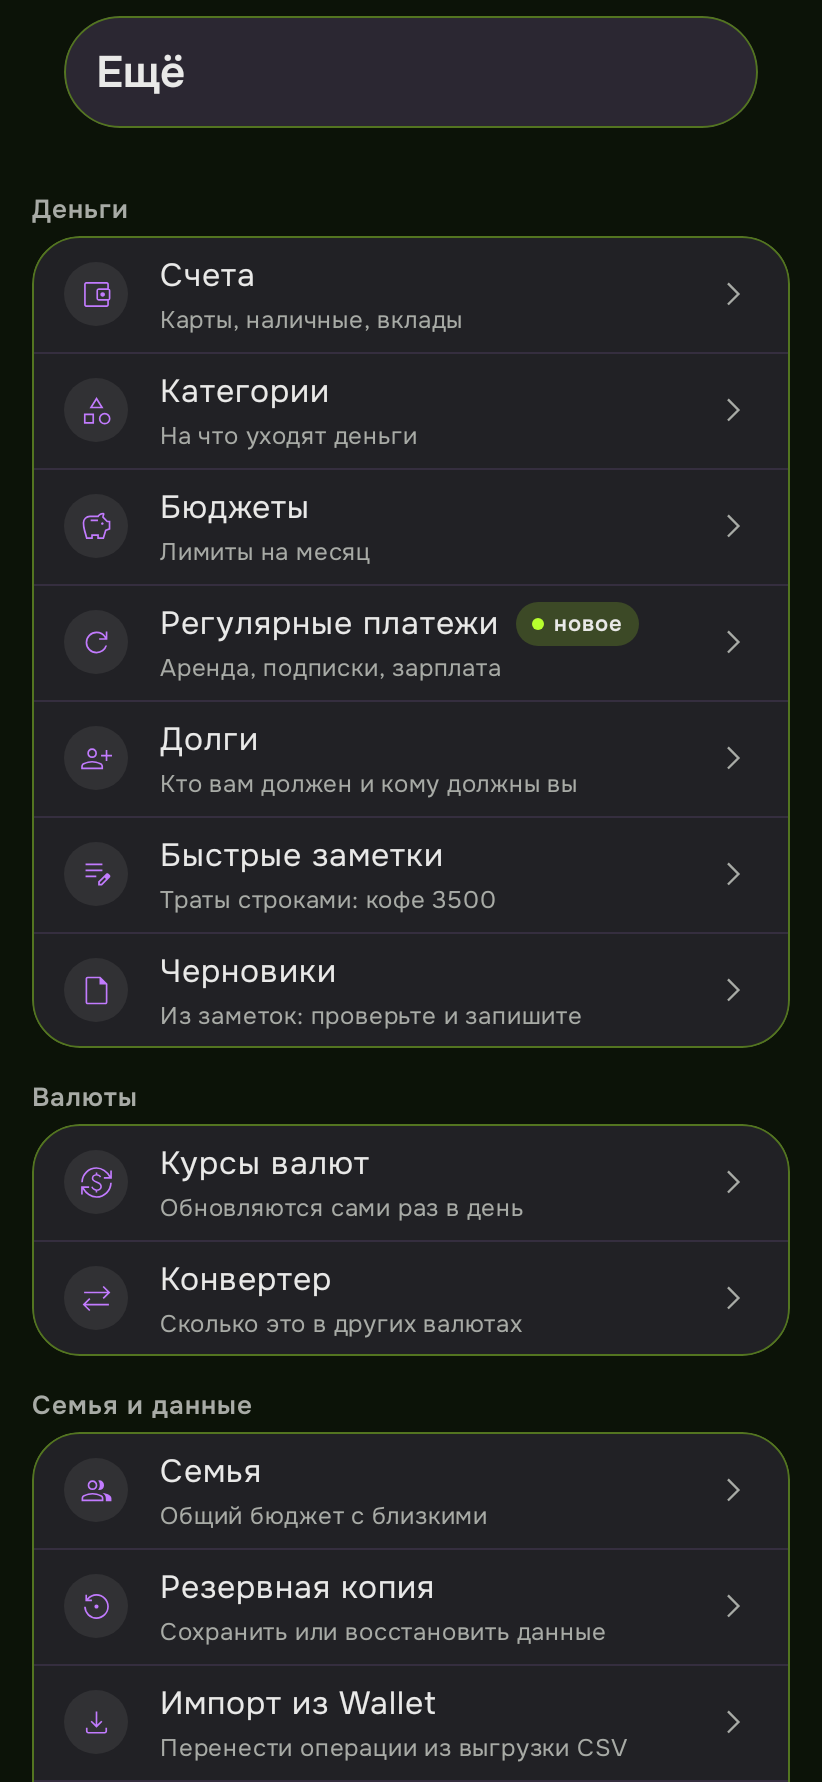 Ещё
Деньги
Счета
Карты, наличные, вклады
Категории
На что уходят деньги
Бюджеты
Лимиты на месяц
Регулярные платежи новое
Аренда, подписки, зарплата
Долги
Кто вам должен и кому должны вы
Быстрые заметки
Траты строками: кофе 3500
Черновики
Из заметок: проверьте и запишите
Валюты
Курсы валют
Обновляются сами раз в день
Конвертер
Сколько это в других валютах
Семья и данные
Семья
Общий бюджет с близкими
Резервная копия
Сохранить или восстановить данные
Импорт из Wallet
Перенести операции из выгрузки CSV